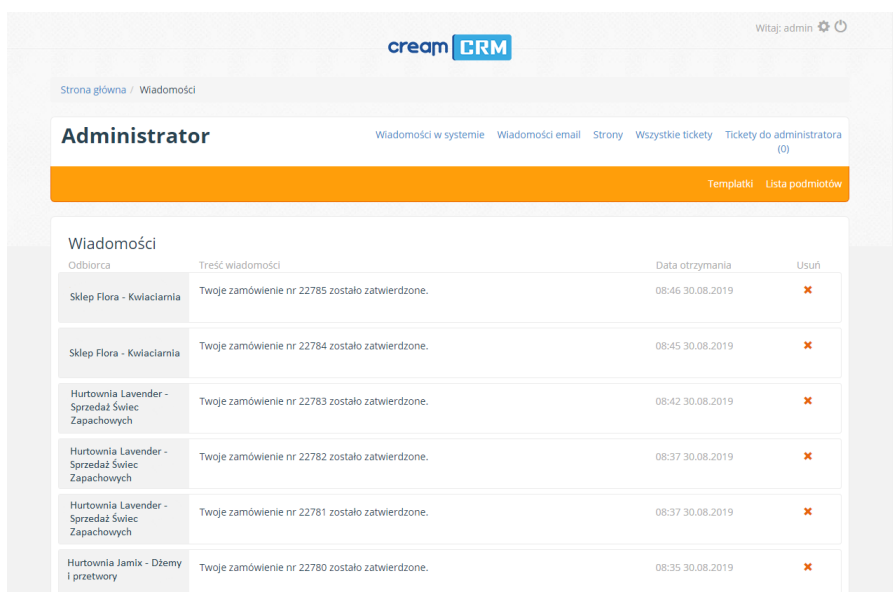 Witaj: admin
cream CRM
Strona główna / Wiadomości
Administrator
Wiadomości w systemie Wiadomości email Strony Wszystkie tickety Tickety do administratora
(0)
Templatki Lista podmiotów
Wiadomości
Odbiorca Treść wiadomości Data otrzymania Usuń
Sklep Flora - Kwiaciarnia Twoje zamówienie nr 22785 zostało zatwierdzone. 08:46 30.08.2019
Sklep Flora - Kwiaciarnia Twoje zamówienie nr 22784 zostało zatwierdzone. 08:45 30.08.2019
Hurtownia Lavender -
Sprzedaż Świec
Zapachowych
Twoje zamówienie nr 22783 zostało zatwierdzone. 08:42 30.08.2019
Hurtownia Lavender -
Sprzedaż Świec
Zapachowych
Twoje zamówienie nr 22782 zostało zatwierdzone. 08:37 30.08.2019
Hurtownia Lavender -
Sprzedaż Świec
Zapachowych
Twoje zamówienie nr 22781 zostało zatwierdzone. 08:37 30.08.2019
Hurtownia Jamix - Dżemy
i przetwory
Twoje zamówienie nr 22780 zostało zatwierdzone. 08:35 30.08.2019